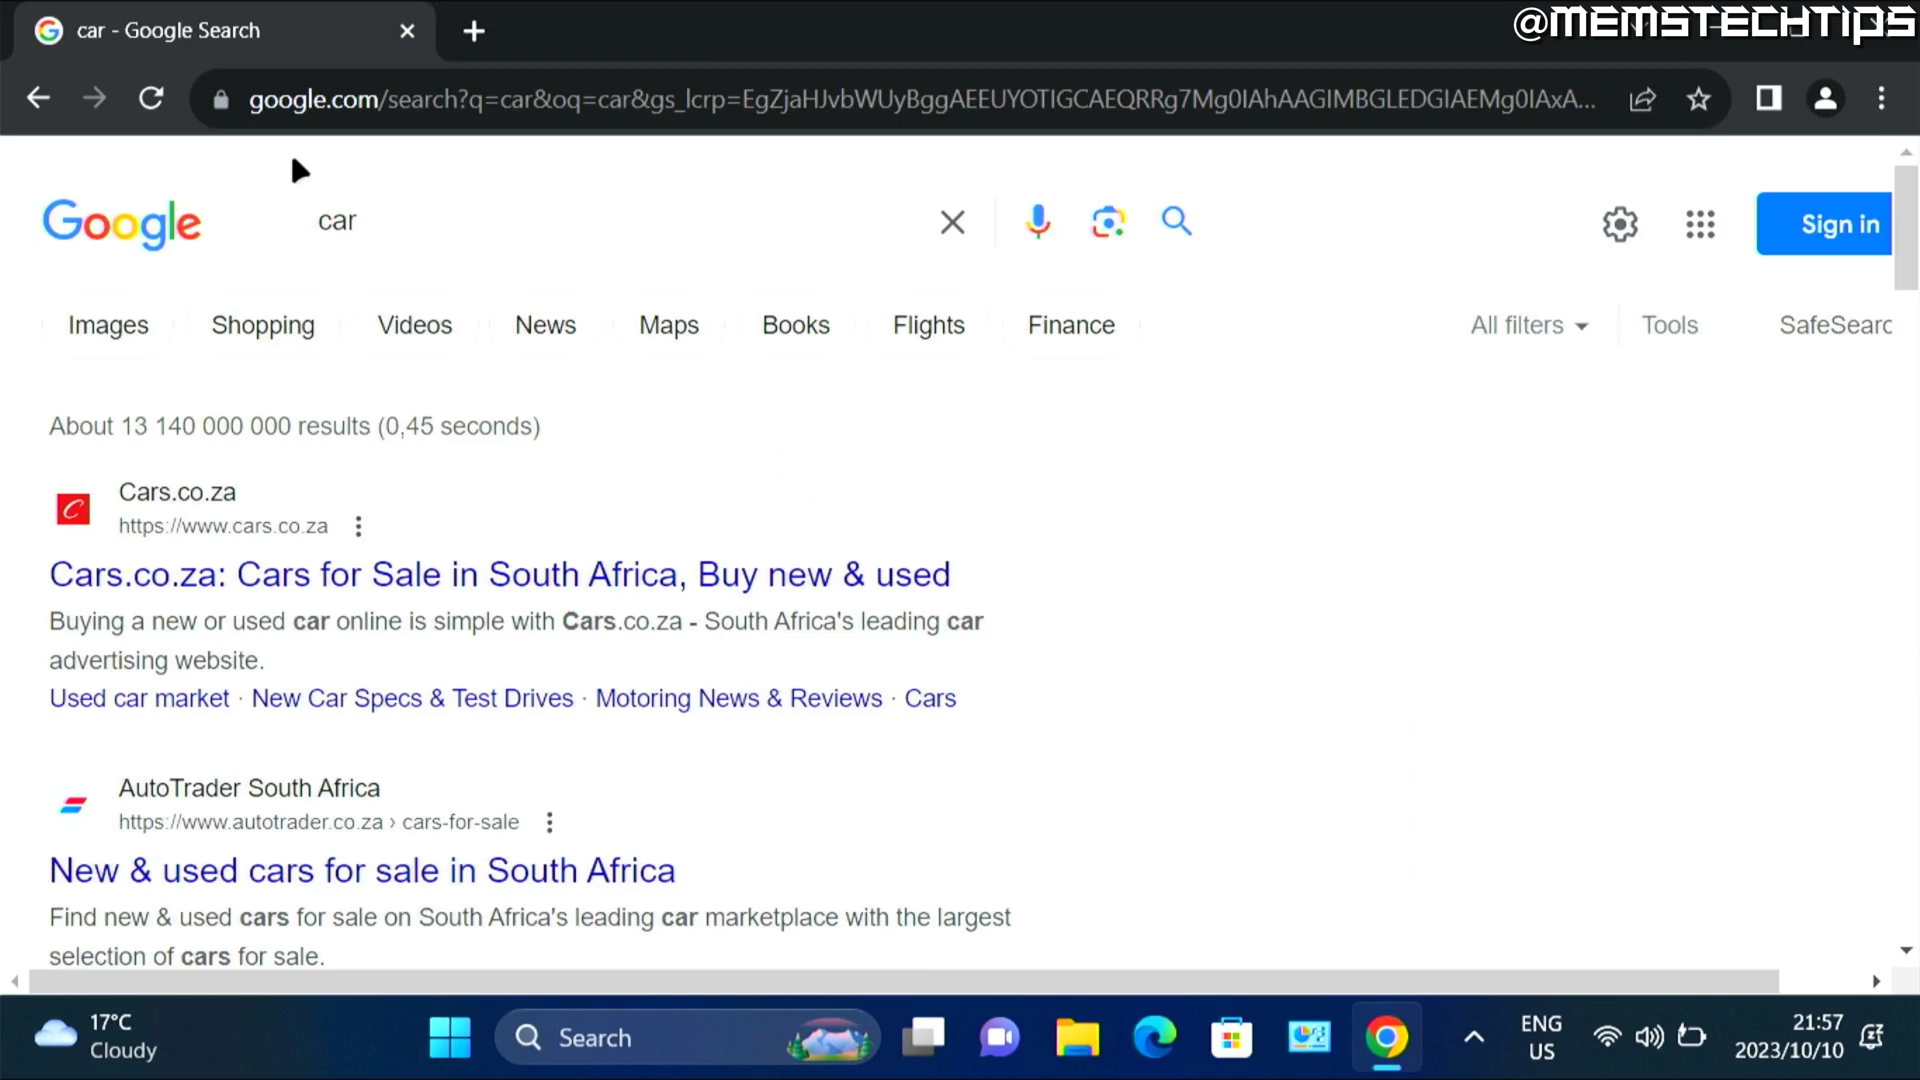 car - Google Search
@MEMSTECHTIPS
google.com/search?q=car&oq=car&gs_lcrp=EgZjaHJvbWUyBggAEEUYOTIGCAEQRRg7Mg0IAhAAGIMBGLEDGIAEMg0IAxA...
Google
car
Sign in
Images
Shopping
Videos
News
Maps
Books
Flights
Finance
All filters
Tools
SafeSearc
About 13 140 000 000 results (0,45 seconds)
Cars.co.za
https://www.cars.co.za
Cars.co.za: Cars for Sale in South Africa, Buy new & used
Buying a new or used car online is simple with Cars.co.za - South Africa's leading car
advertising website.
Used car market · New Car Specs & Test Drives · Motoring News & Reviews · Cars
AutoTrader South Africa
https://www.autotrader.co.za › cars-for-sale
New & used cars for sale in South Africa
Find new & used cars for sale on South Africa's leading car marketplace with the largest
selection of cars for sale.
17°C
Cloudy
Search
ENG
US
21:57
2023/10/10